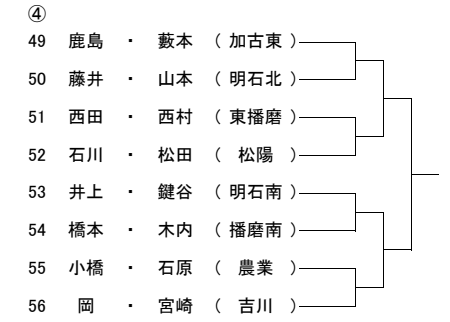 ④
49 鹿島 ・ 藪本 ( 加古東 )
50 藤井 ・ 山本 ( 明石北 )
51 西田 ・ 西村 ( 東播磨 )
52 石川 ・ 松田 ( 松陽 )
53 井上 ・ 鍵谷 ( 明石南 )
54 橋本 ・ 木内 ( 播磨南 )
55 小橋 ・ 石原 ( 農業 )
56 岡 ・ 宮崎 ( 吉川 )